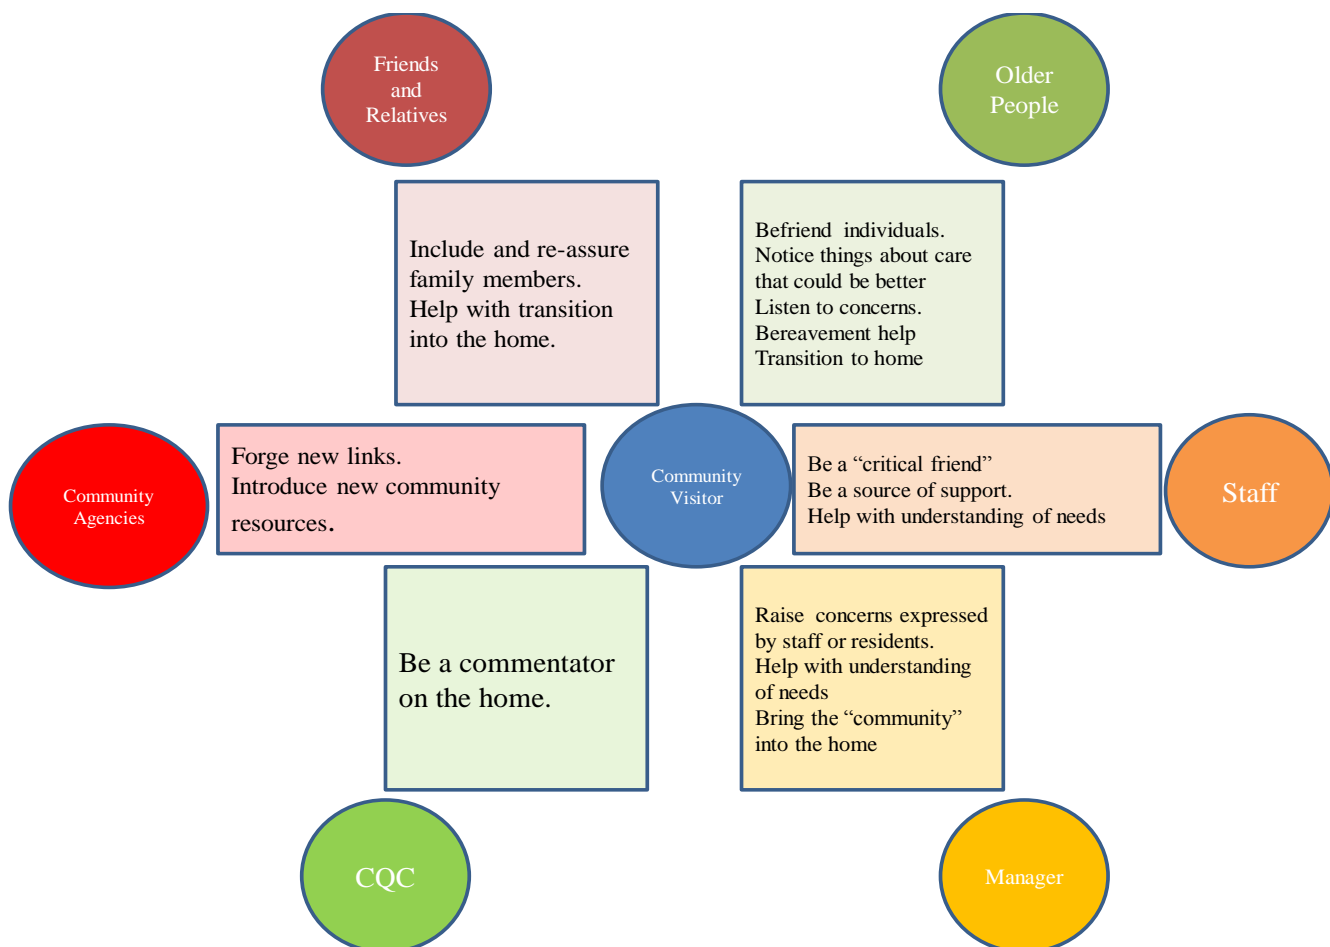 Friends
and
Relatives
Older
People
Include and re-assure
family members.
Help with transition
into the home.
Befriend individuals.
Notice things about care
that could be better
Listen to concerns.
Bereavement help
Transition to home
Community
Agencies
Forge new links.
Introduce new community
resources.
Community
Visitor
Be a “critical friend”
Be a source of support.
Help with understanding of needs
Staff
Be a commentator
on the home.
Raise concerns expressed
by staff or residents.
Help with understanding
of needs
Bring the “community”
into the home
CQC
Manager